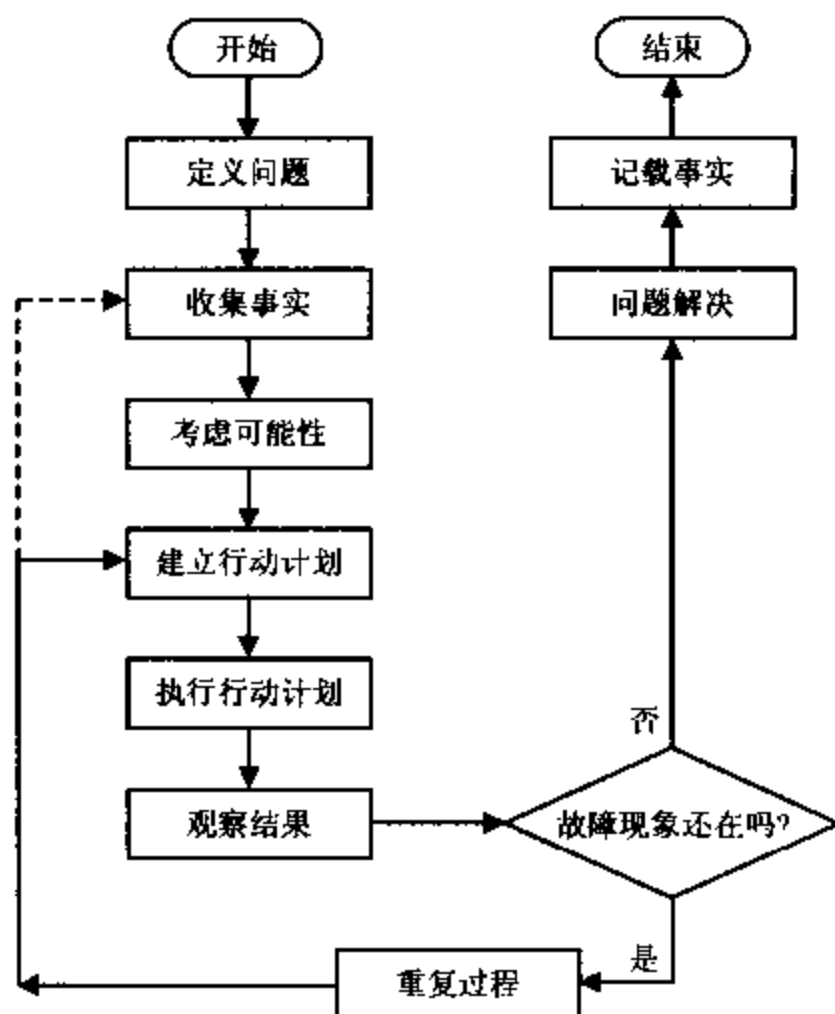 开始
定义问题
收集事实
考虑可能性
建立行动计划
执行行动计划
观察结果
故障现象还在吗?
是
重复过程
否
问题解决
记载事实
结束